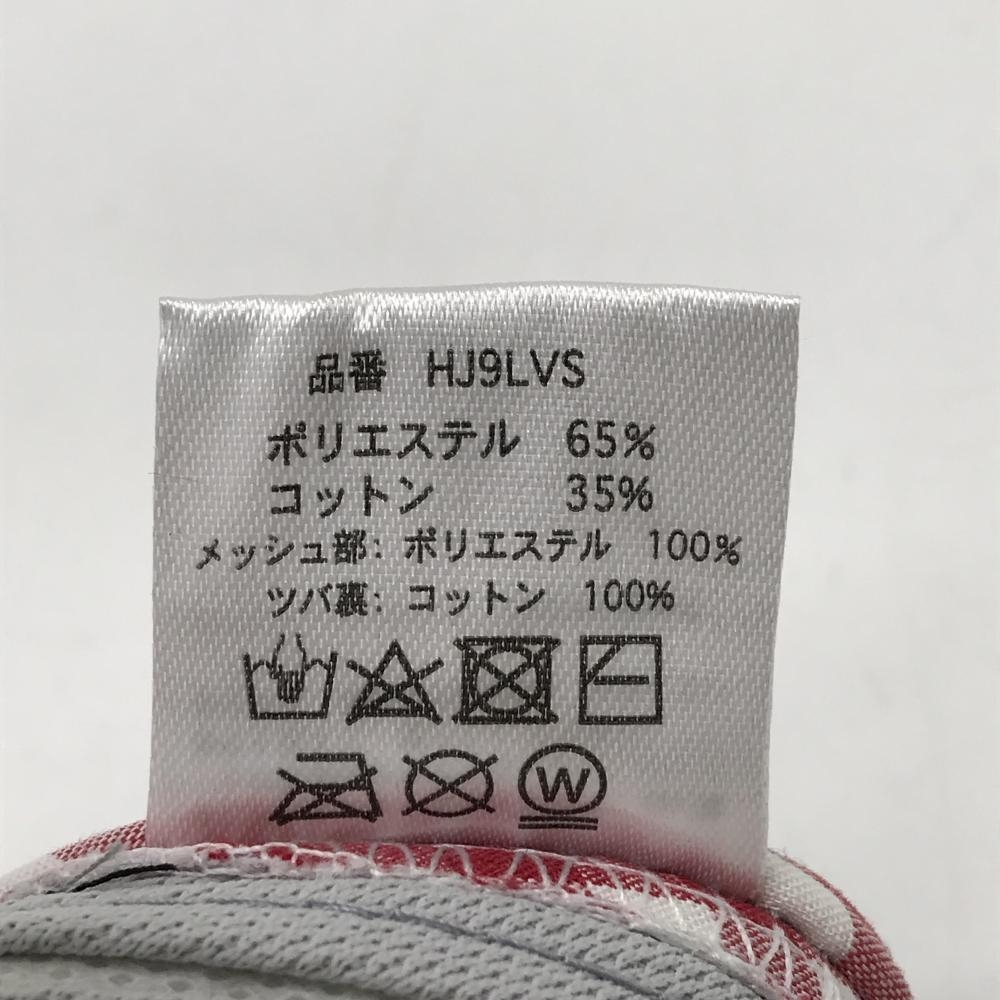 品番 HJ9LVS
ポリエステル 65%
コットン 35%
メッシュ部: ポリエステル 100%
ツバ裏: コットン 100%
W